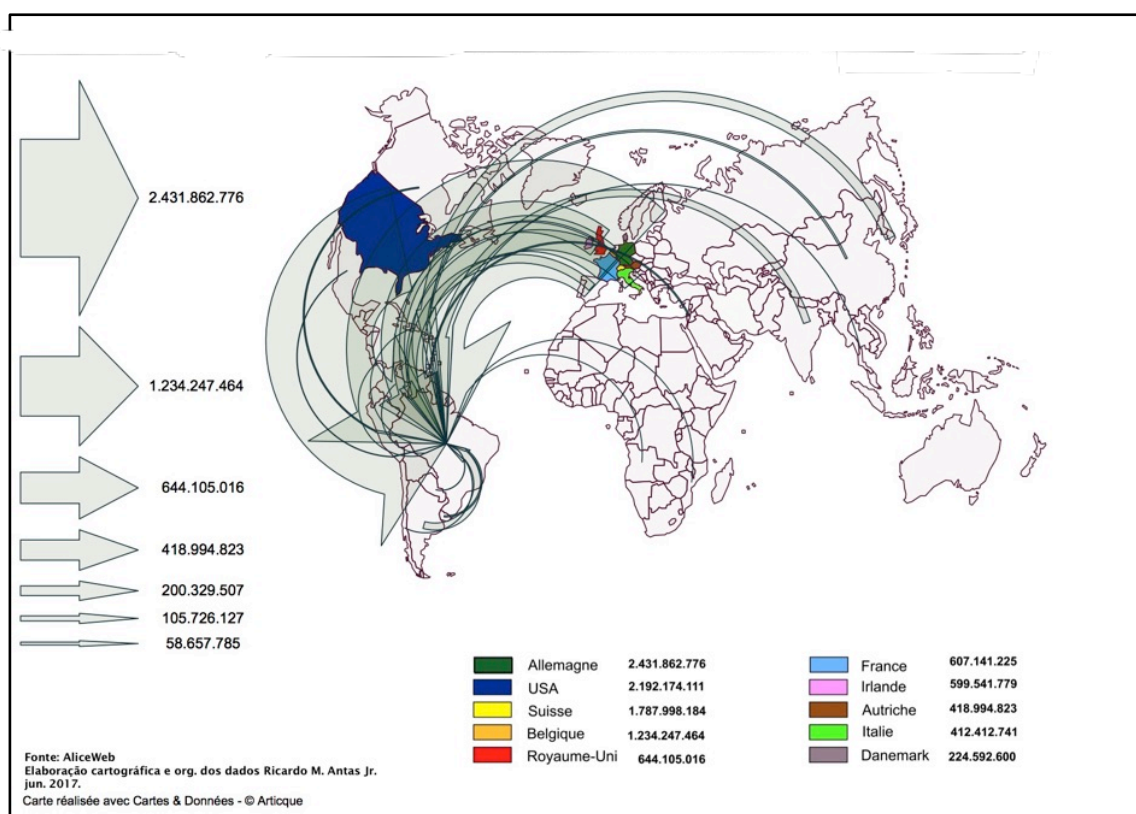 2.431.862.776
1.234.247.464
644.105.016
418.994.823
200.329.507
105.726.127
58.657.785
Allemagne 2.431.862.776
USA 2.192.174.111
Suisse 1.787.998.184
Belgique 1.234.247.464
Royaume-Uni 644.105.016
France 607.141.225
Irlande 599.541.779
Autriche 418.994.823
Italie 412.412.741
Danemark 224.592.600
Fonte: AliceWeb
Elaboração cartográfica e org. dos dados Ricardo M. Antas Jr.
jun. 2017.
Carte réalisée avec Cartes & Données - © Articque